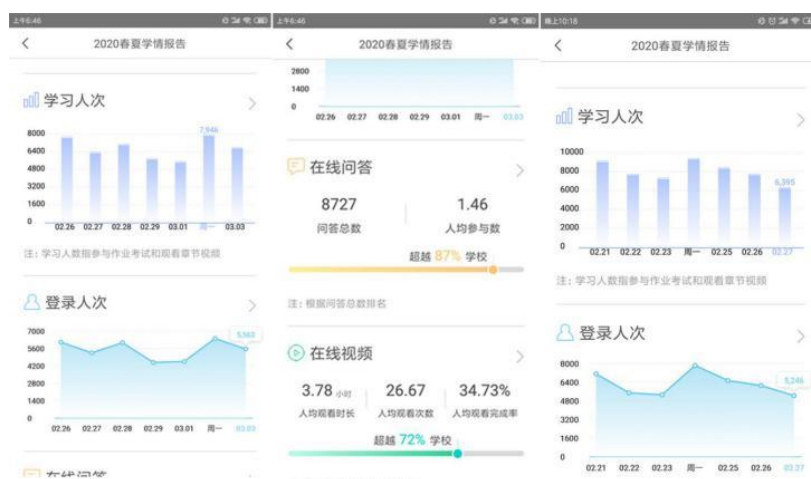 上午6:46
2020春夏学情报告
学习人次
7,946
8000
6400
4800
3200
1600
0
02.26 02.27 02.28 02.29 03.01 周一 03.03
注：学习人数指参与作业考试和观看章节视频
登录人次
7000
5600
4200
2800
1400
0
5,560
02.26 02.27 02.28 02.29 03.01 周一 03.03
在线问答
上午6:46
2020春夏学情报告
2800
1400
0
02.26 02.27 02.28 02.29 03.01 周一 03.03
在线问答
8727 1.46
问答总数 人均参与数
超越 87% 学校
注：根据问答总数排名
在线视频
3.78 小时 26.67 34.73%
人均观看时长 人均观看次数 人均观看完成率
超越 72% 学校
晚上10:18
2020春夏学情报告
学习人次
10000
8000
6000
4000
2000
0
6,395
02.21 02.22 02.23 周一 02.25 02.26 02.27
注：学习人数指参与作业考试和观看章节视频
登录人次
8000
6400
4800
3200
1600
0
5,246
02.21 02.22 02.23 周一 02.25 02.26 02.27